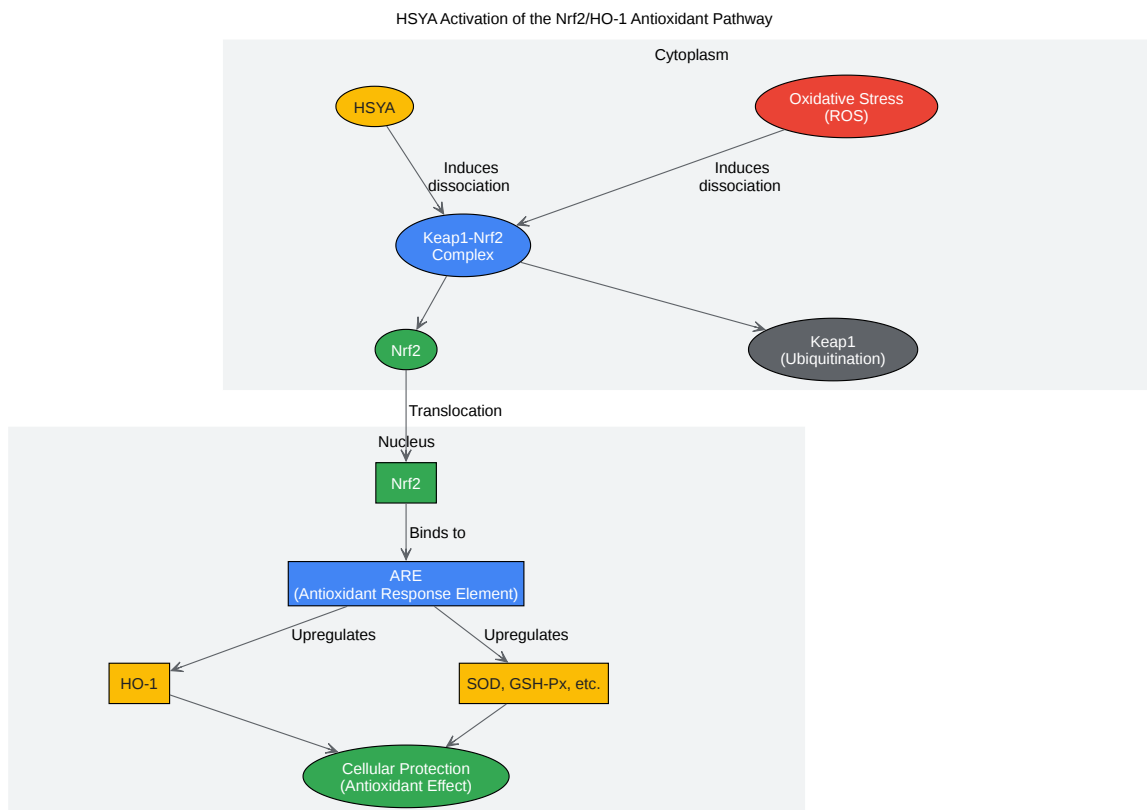 HSYA Activation of the Nrf2/HO-1 Antioxidant Pathway
Cytoplasm
HSYA
Oxidative Stress
(ROS)
Induces
dissociation
Induces
dissociation
Keap1-Nrf2
Complex
Nrf2
Keap1
(Ubiquitination)
Translocation
Nucleus
Nrf2
Binds to
ARE
(Antioxidant Response Element)
Upregulates
Upregulates
HO-1
SOD, GSH-Px, etc.
Cellular Protection
(Antioxidant Effect)